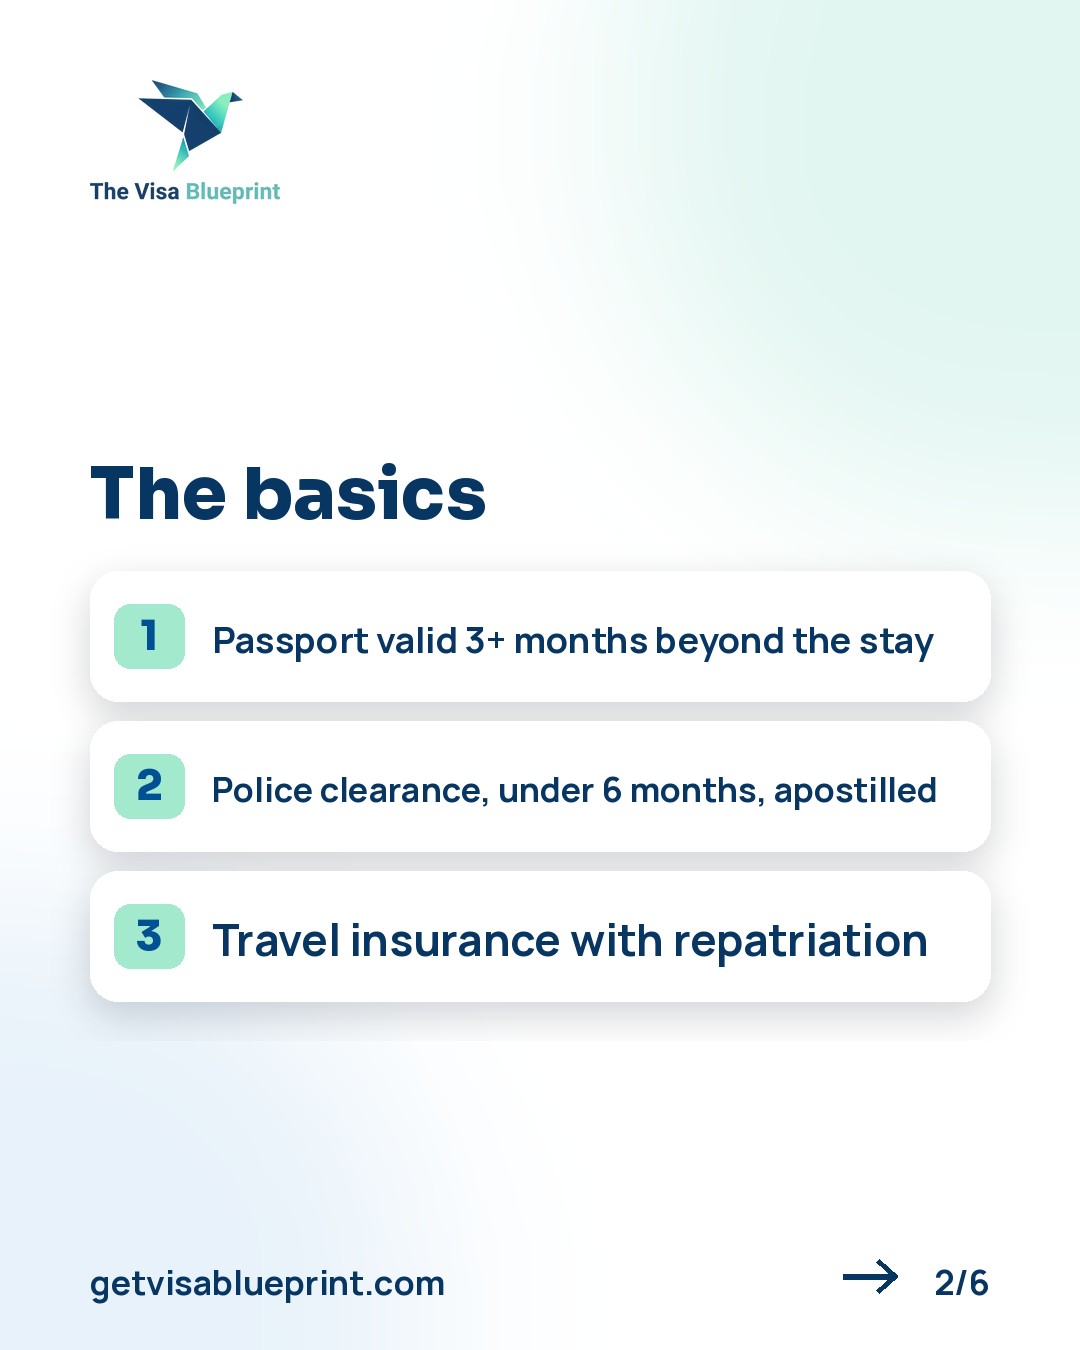 The Visa Blueprint
The basics
1 Passport valid 3+ months beyond the stay
2 Police clearance, under 6 months, apostilled
3 Travel insurance with repatriation
getvisablueprint.com → 2/6